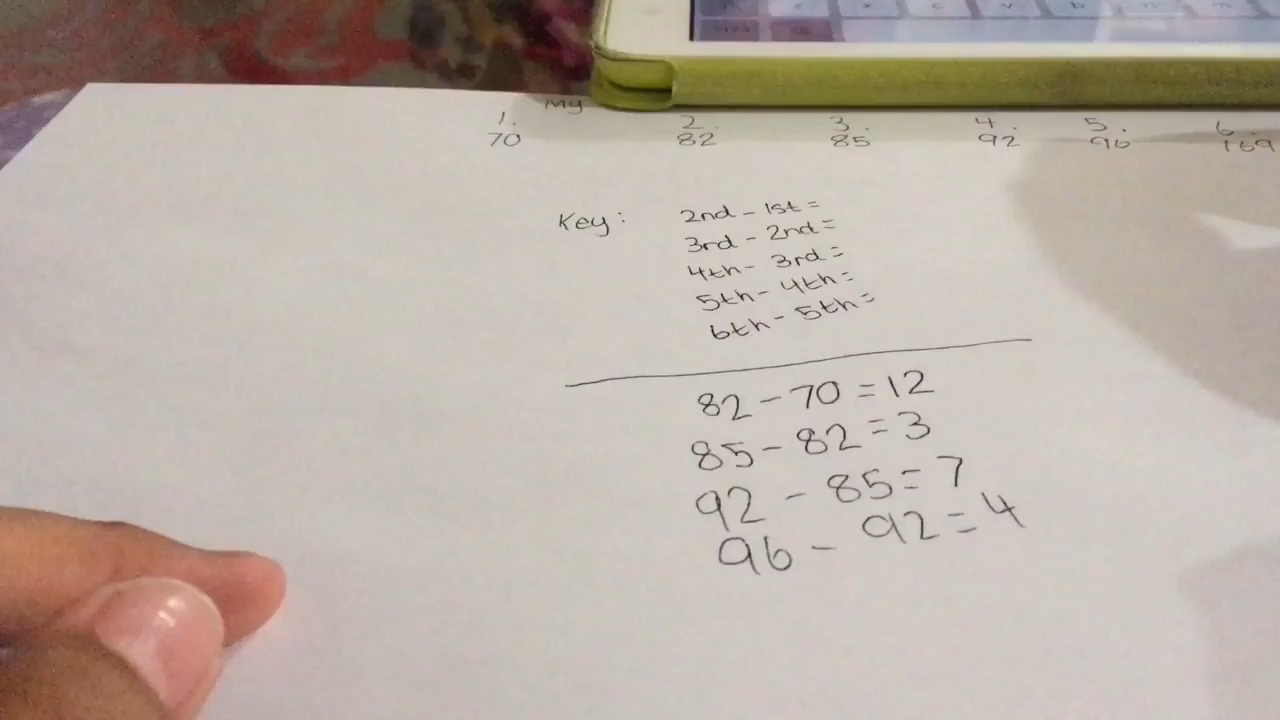 My
1. 2. 3. 4. 5. 6.
70 82 85 92 96 169
Key: 2nd - 1st =
3rd - 2nd =
4th - 3rd =
5th - 4th =
6th - 5th =
82 - 70 = 12
85 - 82 = 3
92 - 85 = 7
96 - 92 = 4